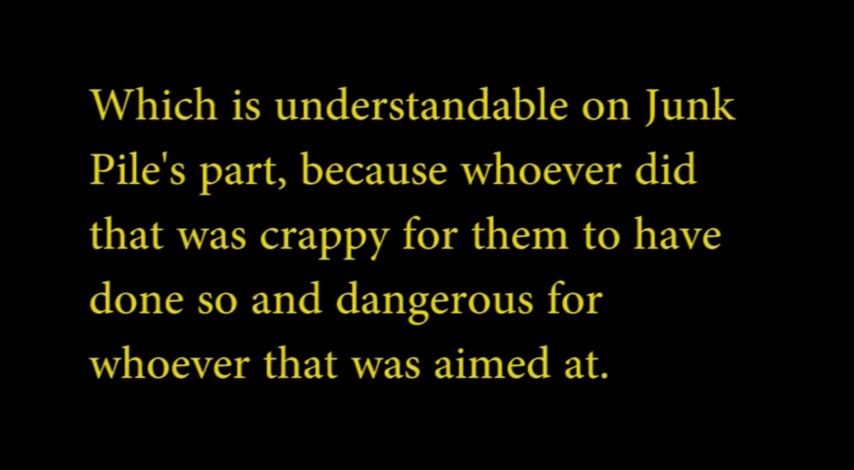 Which is understandable on Junk
Pile's part, because whoever did
that was crappy for them to have
done so and dangerous for
whoever that was aimed at.